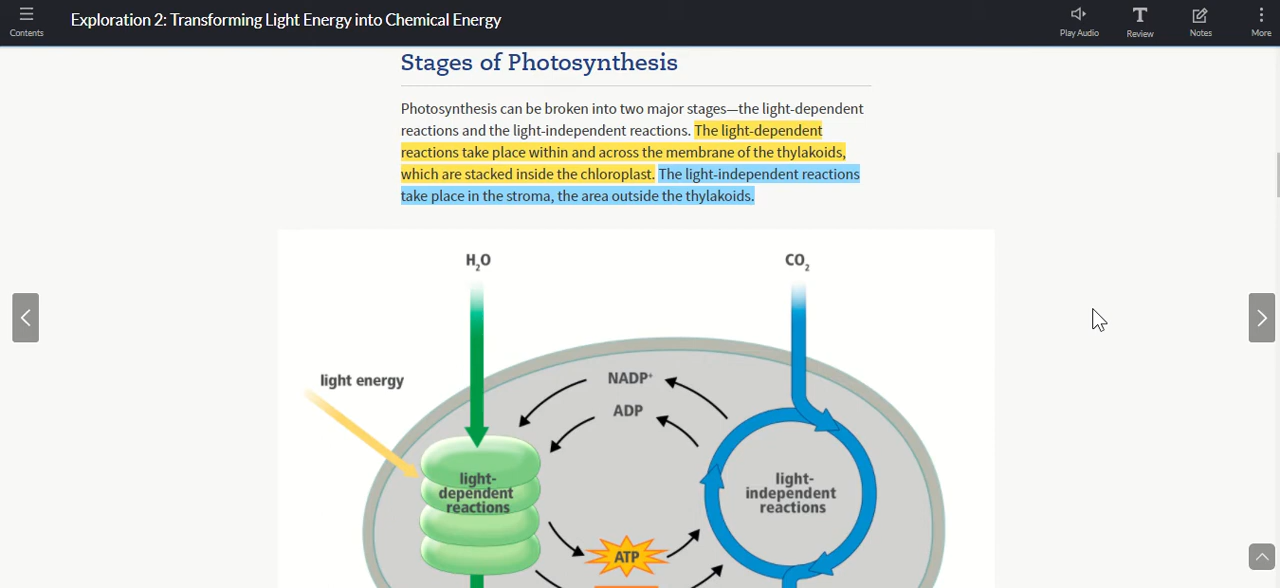 Contents
Exploration 2: Transforming Light Energy into Chemical Energy
Play Audio
Review
Notes
More
Stages of Photosynthesis
Photosynthesis can be broken into two major stages—the light-dependent
reactions and the light-independent reactions. The light-dependent
reactions take place within and across the membrane of the thylakoids,
which are stacked inside the chloroplast. The light-independent reactions
take place in the stroma, the area outside the thylakoids.
H₂O
CO₂
light energy
NADP⁺
ADP
light-
dependent
reactions
light-
independent
reactions
ATP